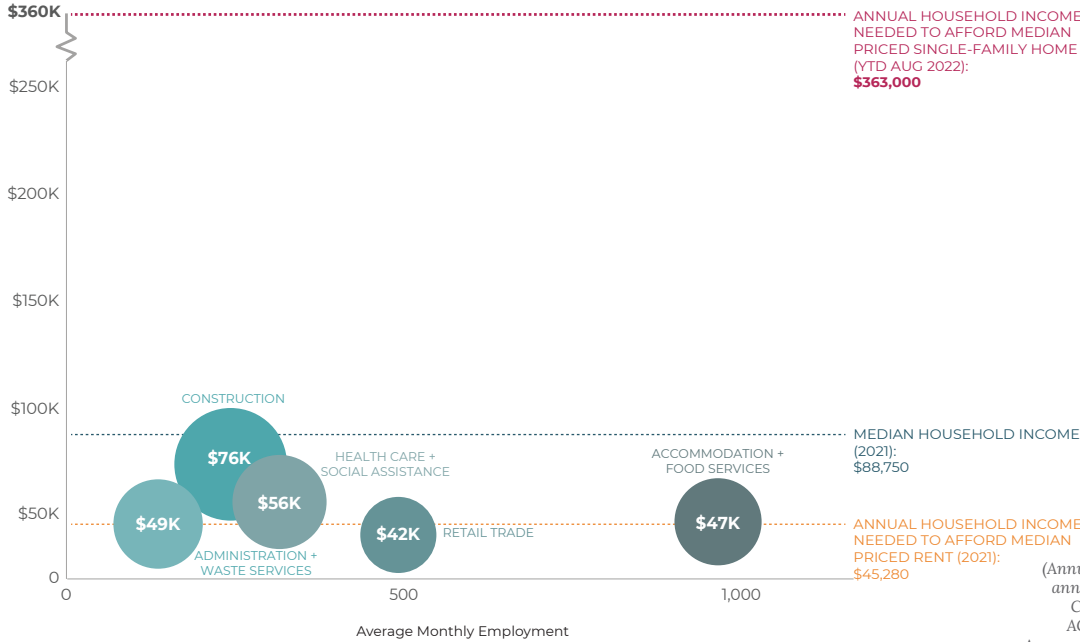 $360K
ANNUAL HOUSEHOLD INCOME
NEEDED TO AFFORD MEDIAN
PRICED SINGLE-FAMILY HOME
(YTD AUG 2022):
$363,000
$250K
$200K
$150K
$100K
$50K
0
CONSTRUCTION
$76K
HEALTH CARE +
SOCIAL ASSISTANCE
$56K
$49K
ADMINISTRATION +
WASTE SERVICES
$42K
RETAIL TRADE
ACCOMMODATION +
FOOD SERVICES
$47K
MEDIAN HOUSEHOLD INCOME
(2021):
$88,750
ANNUAL HOUSEHOLD INCOME
NEEDED TO AFFORD MEDIAN
PRICED RENT (2021):
$45,280
0
500
1,000
Average Monthly Employment